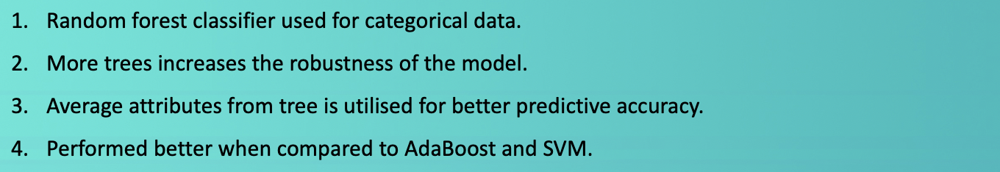 1. Random forest classifier used for categorical data.
2. More trees increases the robustness of the model.
3. Average attributes from tree is utilised for better predictive accuracy.
4. Performed better when compared to AdaBoost and SVM.